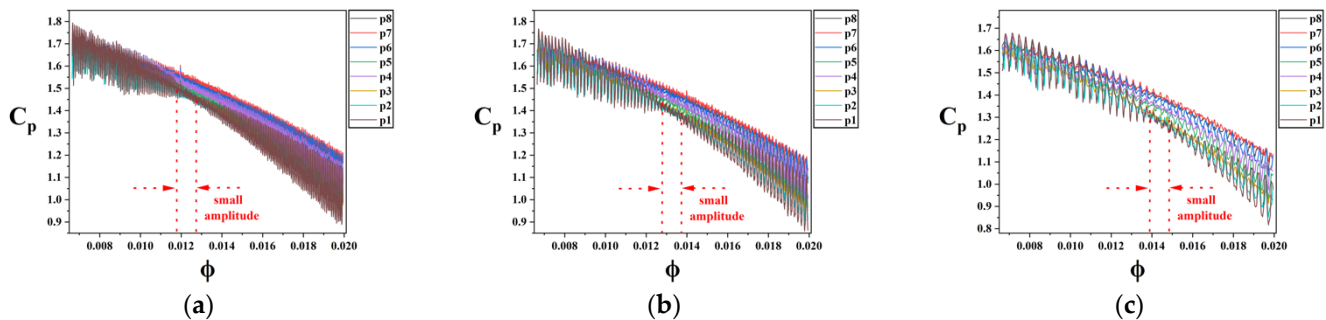 1.8
1.7
1.6
1.5
1.4
1.3
1.2
1.1
1.0
0.9
Cp
p8
p7
p6
p5
p4
p3
p2
p1
small
amplitude
0.008 0.010 0.012 0.014 0.016 0.018 0.020
ϕ
(a)
1.8
1.7
1.6
1.5
1.4
1.3
1.2
1.1
1.0
0.9
Cp
p8
p7
p6
p5
p4
p3
p2
p1
small
amplitude
0.008 0.010 0.012 0.014 0.016 0.018 0.020
ϕ
(b)
1.7
1.6
1.5
1.4
1.3
1.2
1.1
1.0
0.9
0.8
Cp
p8
p7
p6
p5
p4
p3
p2
p1
small
amplitude
0.008 0.010 0.012 0.014 0.016 0.018 0.020
ϕ
(c)